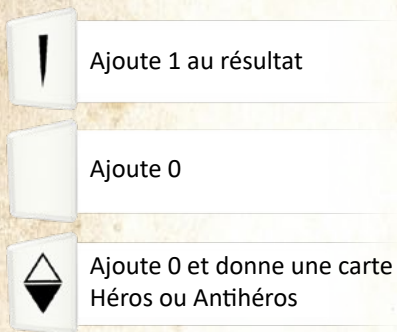 Ajoute 1 au résultat
Ajoute 0
Ajoute 0 et donne une carte
Héros ou Antihéros